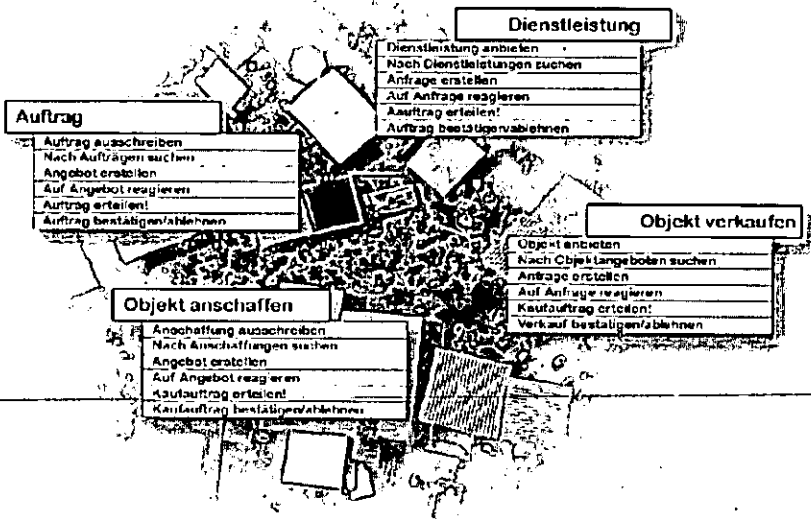 Dienstleistung
Dienstleistung anbieten
Nach Dienstleistungen suchen
Anfrage erstellen
Auf Anfrage reagieren
Aauftrag erteilen!
Auftrag bestätigen/ablehnen
Auftrag
Auftrag ausschreiben
Nach Aufträgen suchen
Angebot erstellen
Auf Angebot reagieren
Auftrag erteilen!
Auftrag bestätigen/ablehnen
Objekt verkaufen
Objekt anbieten
Nach Objektangeboten suchen
Anfrage erstellen
Auf Anfrage reagieren
Kaufauftrag erteilen!
Verkauf bestätigen/ablehnen
Objekt anschaffen
Anschaffung ausschreiben
Nach Anschaffungen suchen
Angebot erstellen
Auf Angebot reagieren
Kaufauftrag erteilen!
Kaufauftrag bestätigen/ablehnen